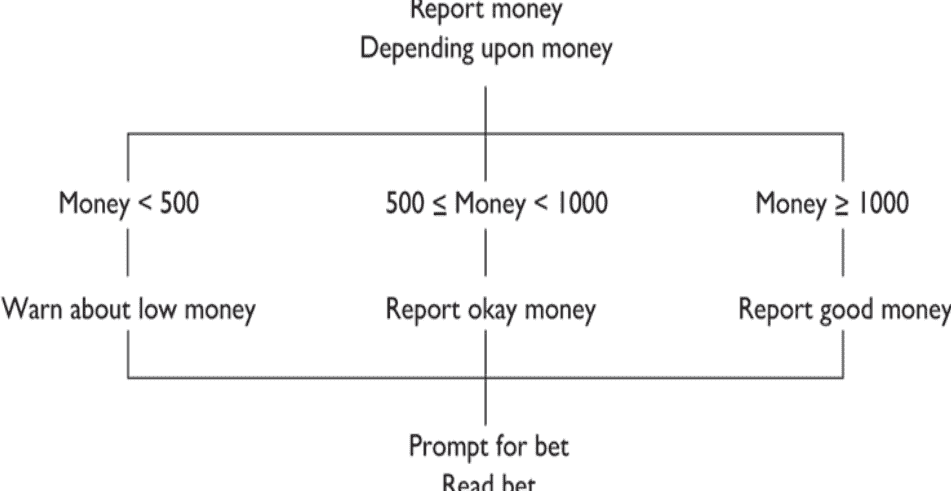 Report money
Depending upon money
Money < 500
500 ≤ Money < 1000
Money ≥ 1000
Warn about low money
Report okay money
Report good money
Prompt for bet
Read bet